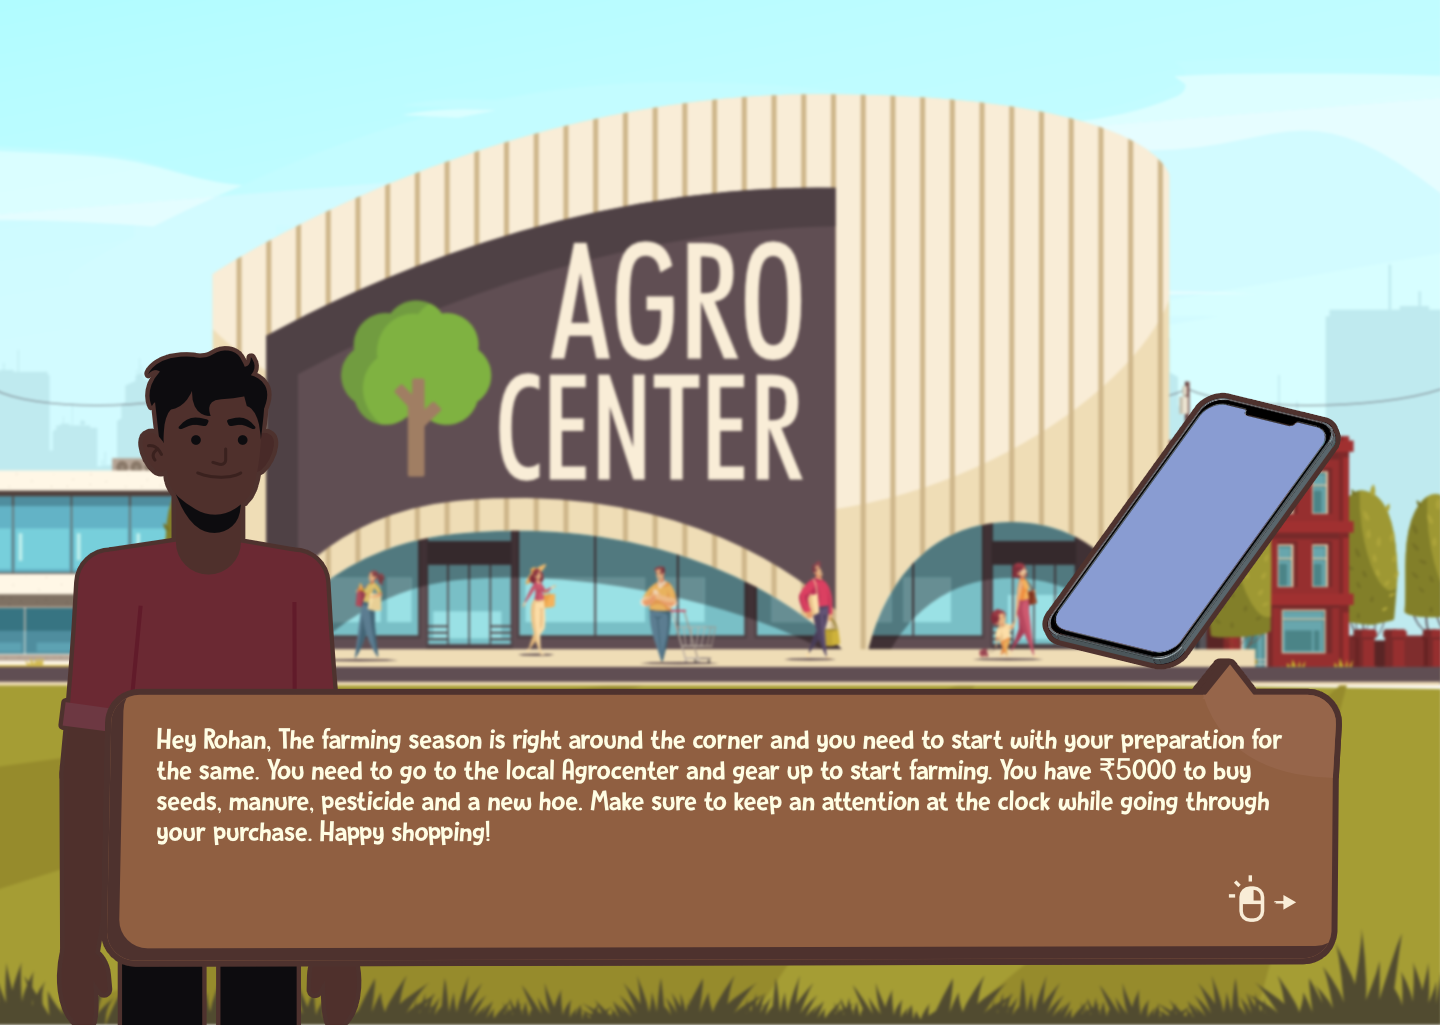 AGRO
CENTER
Hey Rohan, The farming season is right around the corner and you need to start with your preparation for
the same. You need to go to the local Agrocenter and gear up to start farming. You have ₹5000 to buy
seeds, manure, pesticide and a new hoe. Make sure to keep an attention at the clock while going through
your purchase. Happy shopping!